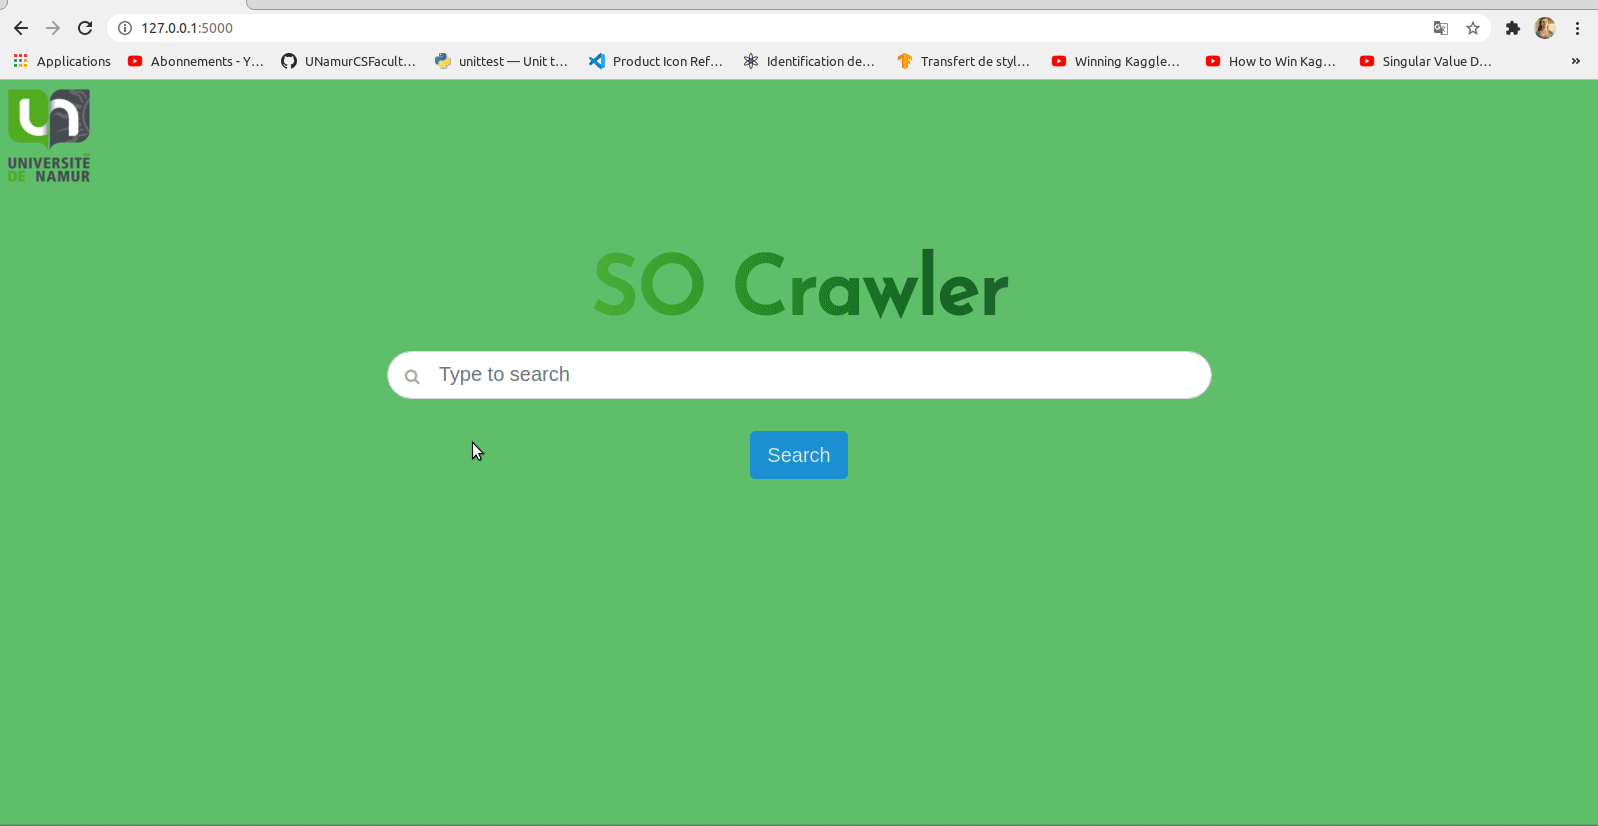 127.0.0.1:5000
Applications Abonnements - Y... UNamurCSFacult... unittest — Unit t... Product Icon Ref... Identification de... Transfert de styl... Winning Kaggle... How to Win Kag... Singular Value D... »
UNIVERSITÉ
DE NAMUR
SO Crawler
Type to search
Search